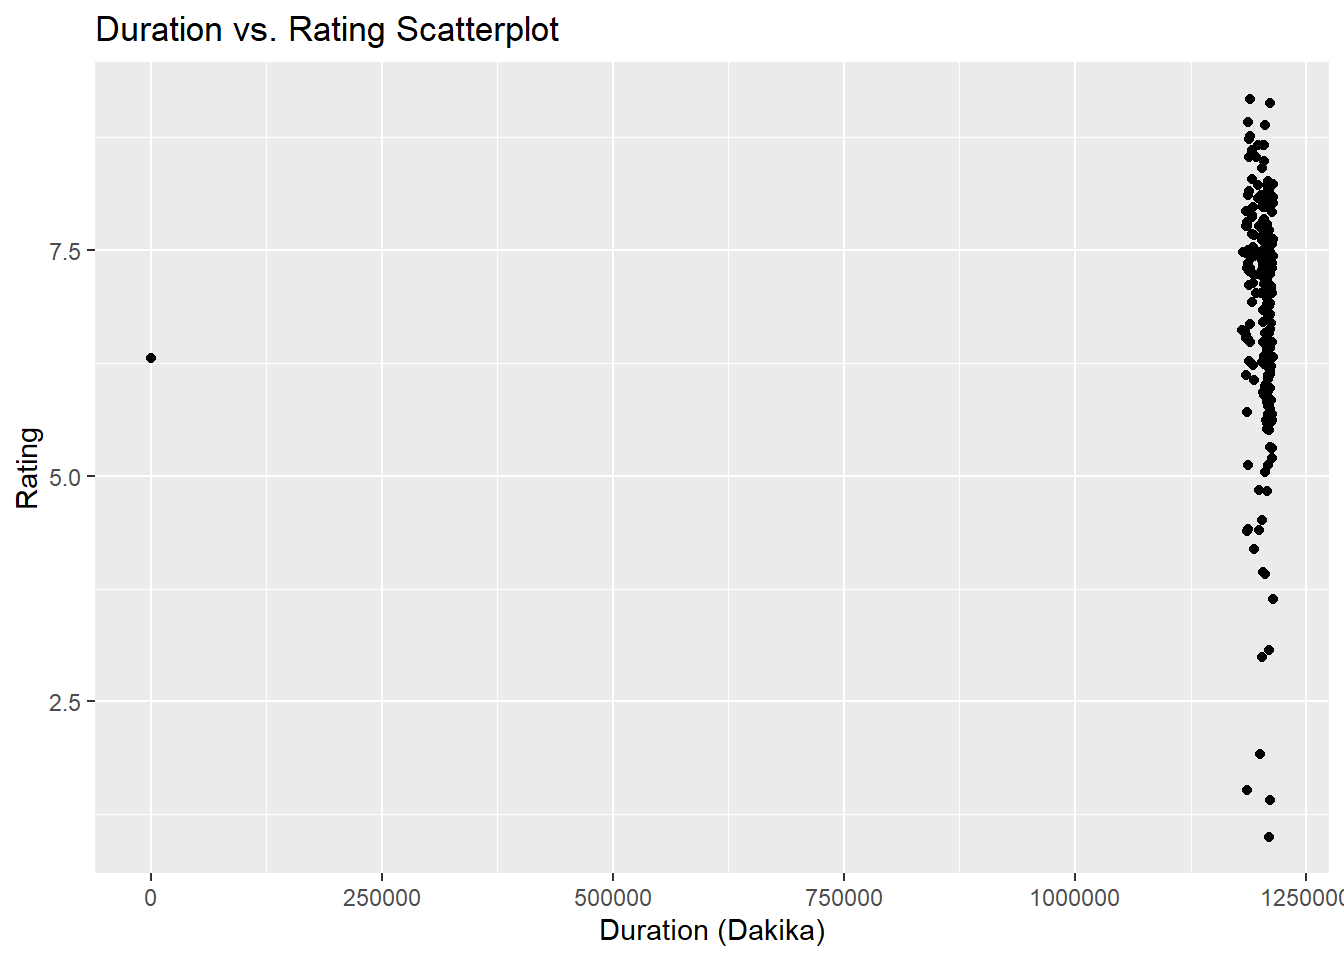 Duration vs. Rating Scatterplot
Rating
7.5
5.0
2.5
0 250000 500000 750000 1000000 1250000
Duration (Dakika)